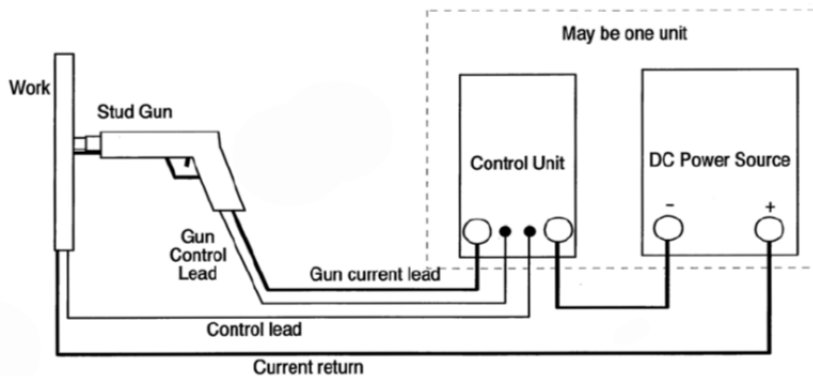 May be one unit
Work
Stud Gun
Control Unit
DC Power Source
- +
Gun
Control
Lead
Gun current lead
Control lead
Current return